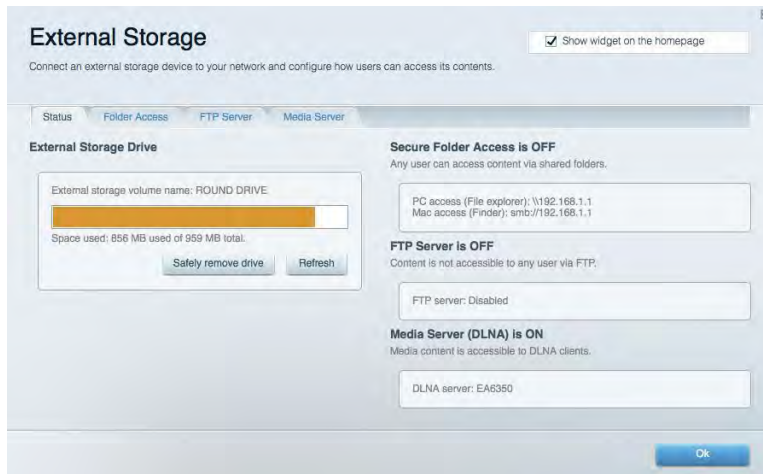 External Storage
Show widget on the homepage
Connect an external storage device to your network and configure how users can access its contents.
Status
Folder Access
FTP Server
Media Server
External Storage Drive
External storage volume name: ROUND DRIVE
Space used: 856 MB used of 959 MB total.
Safely remove drive
Refresh
Secure Folder Access is OFF
Any user can access content via shared folders.
PC access (File explorer): \\192.168.1.1
Mac access (Finder): smb://192.168.1.1
FTP Server is OFF
Content is not accessible to any user via FTP.
FTP server: Disabled
Media Server (DLNA) is ON
Media content is accessible to DLNA clients.
DLNA server: EA6350
Ok